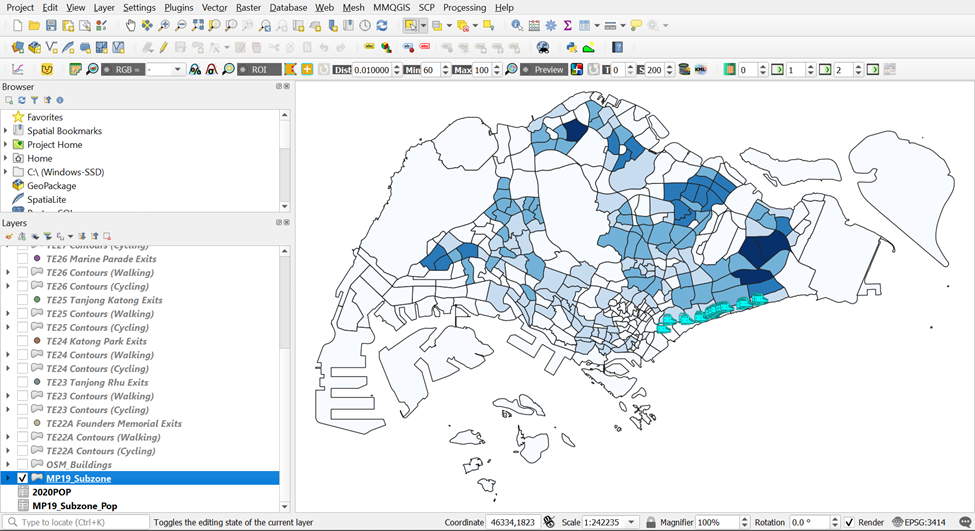 Project Edit View Layer Settings Plugins Vector Raster Database Web Mesh MMQGIS SCP Processing Help
RGB = - ROI Dist 0.010000 Min 60 Max 100 Preview T 0 S 200 KML 0 1 2
Browser
Favorites
Spatial Bookmarks
Project Home
Home
C:\ (Windows-SSD)
GeoPackage
SpatiaLite
Layers
TE27 Contours (Cycling)
TE26 Marine Parade Exits
TE26 Contours (Walking)
TE26 Contours (Cycling)
TE25 Tanjong Katong Exits
TE25 Contours (Walking)
TE25 Contours (Cycling)
TE24 Katong Park Exits
TE24 Contours (Walking)
TE24 Contours (Cycling)
TE23 Tanjong Rhu Exits
TE23 Contours (Walking)
TE23 Contours (Cycling)
TE22A Founders Memorial Exits
TE22A Contours (Walking)
TE22A Contours (Cycling)
OSM_Buildings
MP19_Subzone
2020POP
MP19_Subzone_Pop
Type to locate (Ctrl+K) Toggles the editing state of the current layer Coordinate 46334,1823 Scale 1:242235 Magnifier 100% Rotation 0.0 ° Render EPSG:3414